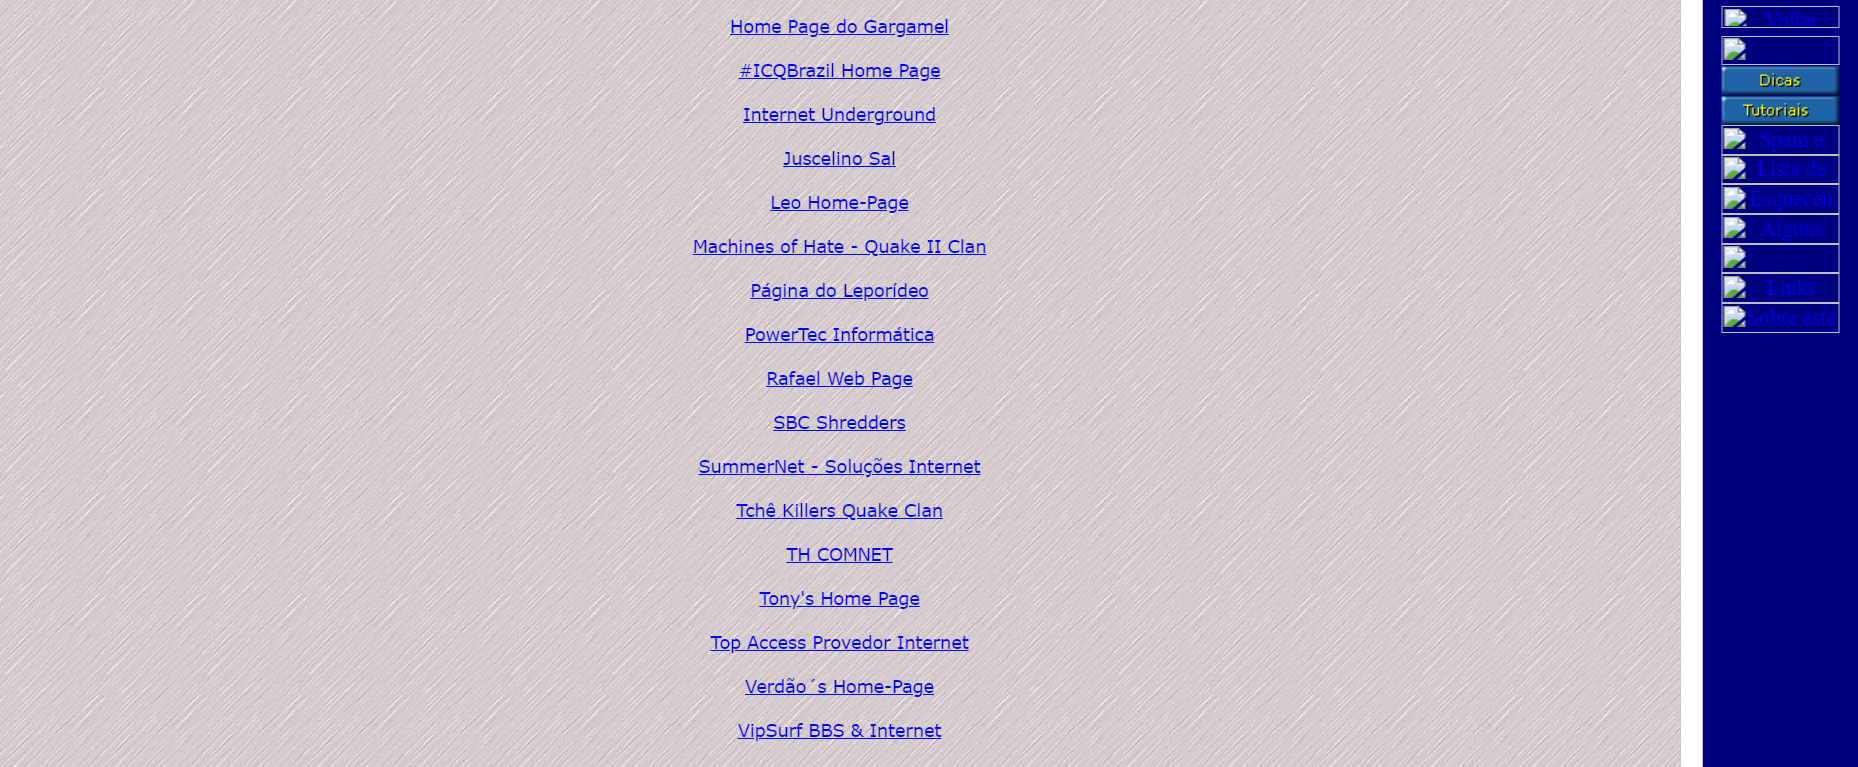 Home Page do Gargamel
#ICQBrazil Home Page
Internet Underground
Juscelino Sal
Leo Home-Page
Machines of Hate - Quake II Clan
Página do Leporídeo
PowerTec Informática
Rafael Web Page
SBC Shredders
SummerNet - Soluções Internet
Tchê Killers Quake Clan
TH COMNET
Tony's Home Page
Top Access Provedor Internet
Verdão´s Home-Page
VipSurf BBS & Internet
Voltar
Dicas
Tutoriais
Spam e
Lista de
Esqueceu
Alguns
Links
Sobre este